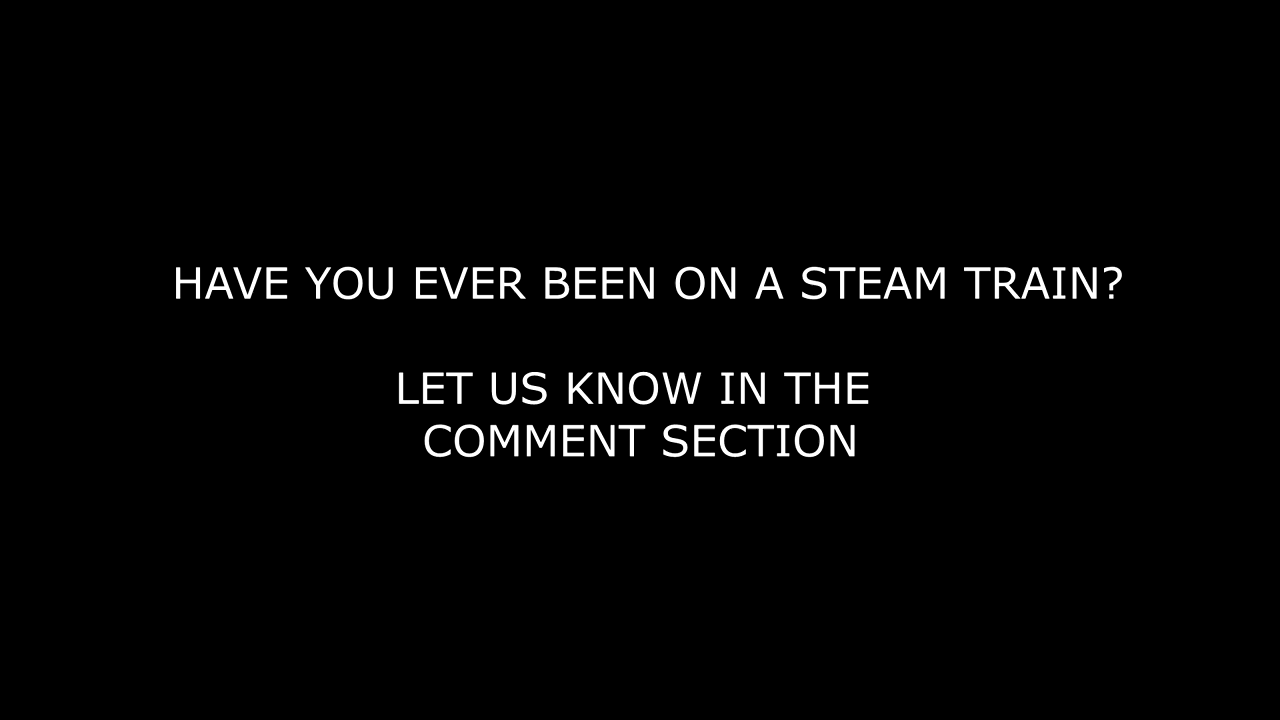 HAVE YOU EVER BEEN ON A STEAM TRAIN?
LET US KNOW IN THE
COMMENT SECTION